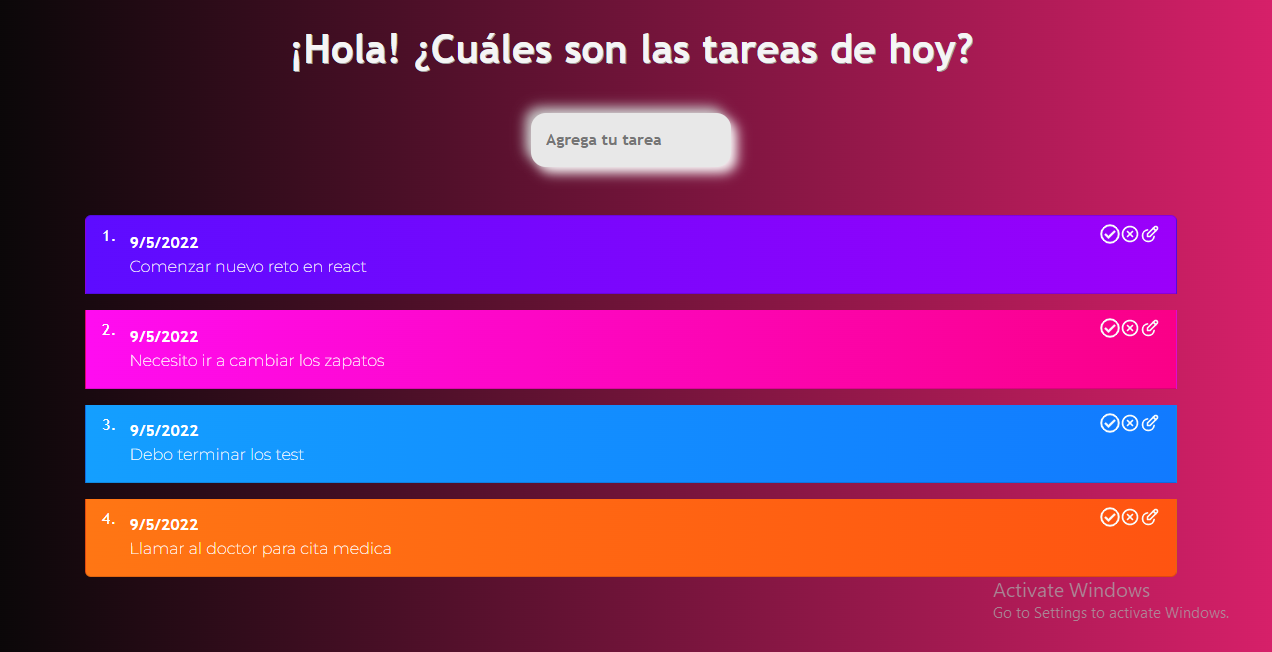 ¡Hola! ¿Cuáles son las tareas de hoy?
Agrega tu tarea
1. 9/5/2022
Comenzar nuevo reto en react
2. 9/5/2022
Necesito ir a cambiar los zapatos
3. 9/5/2022
Debo terminar los test
4. 9/5/2022
Llamar al doctor para cita medica
Activate Windows
Go to Settings to activate Windows.